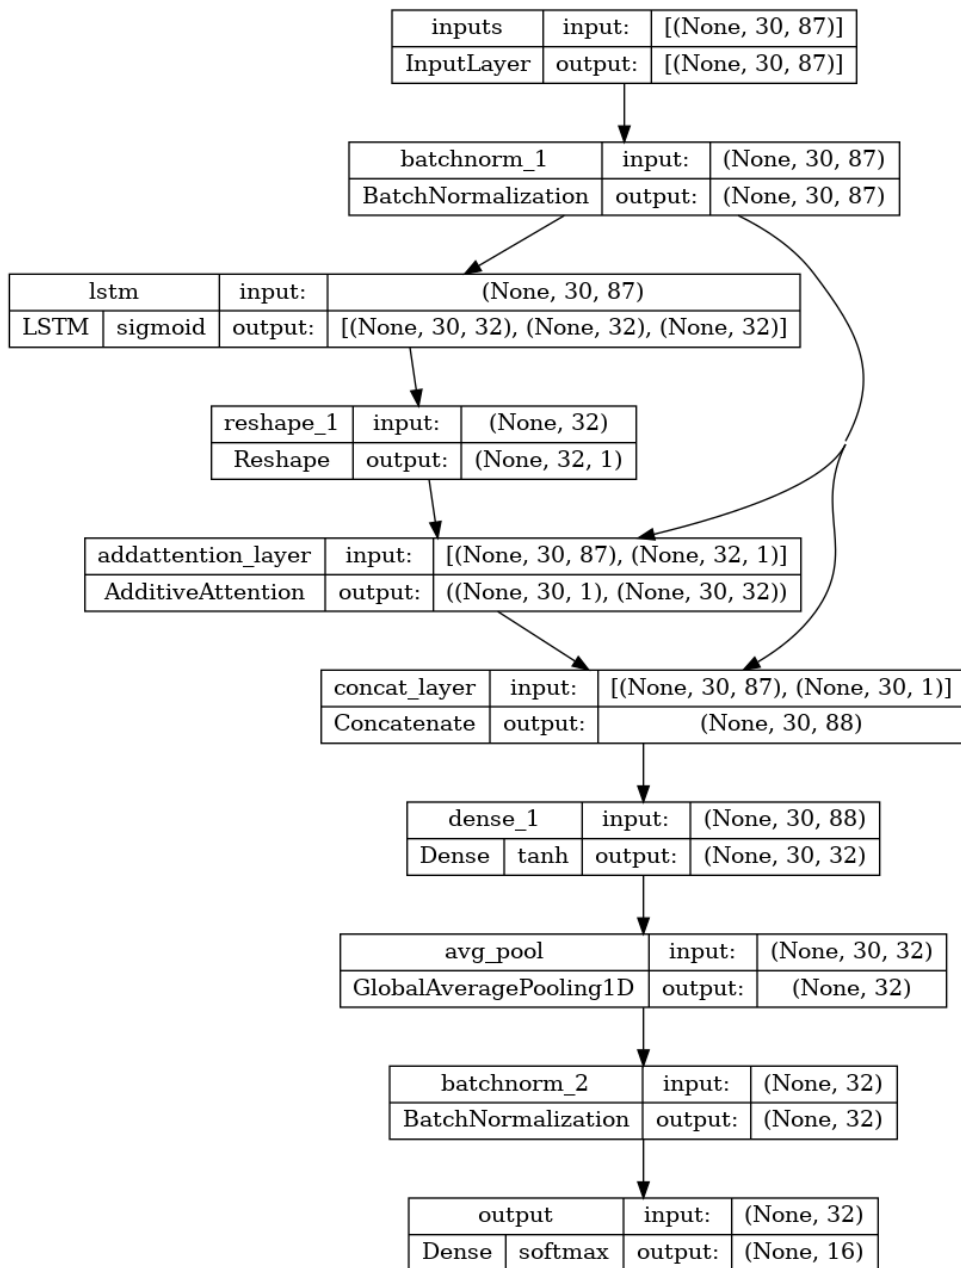 inputs input: [(None, 30, 87)]
InputLayer output: [(None, 30, 87)]
batchnorm_1 input: (None, 30, 87)
BatchNormalization output: (None, 30, 87)
lstm input: (None, 30, 87)
LSTM sigmoid output: [(None, 30, 32), (None, 32), (None, 32)]
reshape_1 input: (None, 32)
Reshape output: (None, 32, 1)
addattention_layer input: [(None, 30, 87), (None, 32, 1)]
AdditiveAttention output: ((None, 30, 1), (None, 30, 32))
concat_layer input: [(None, 30, 87), (None, 30, 1)]
Concatenate output: (None, 30, 88)
dense_1 input: (None, 30, 88)
Dense tanh output: (None, 30, 32)
avg_pool input: (None, 30, 32)
GlobalAveragePooling1D output: (None, 32)
batchnorm_2 input: (None, 32)
BatchNormalization output: (None, 32)
output input: (None, 32)
Dense softmax output: (None, 16)